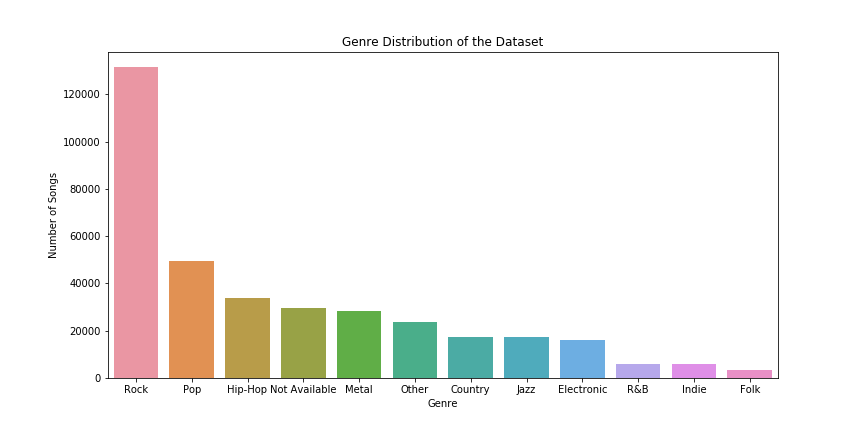 Genre Distribution of the Dataset
Number of Songs
120000
100000
80000
60000
40000
20000
0
Rock Pop Hip-Hop Not Available Metal Other Country Jazz Electronic R&B Indie Folk
Genre